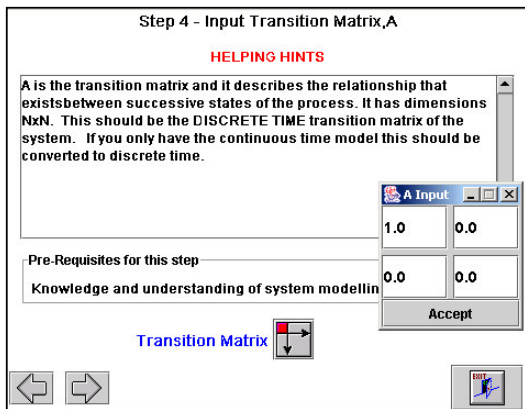 Step 4 - Input Transition Matrix,A
HELPING HINTS
A is the transition matrix and it describes the relationship that
existsbetween successive states of the process. It has dimensions
NxN. This should be the DISCRETE TIME transition matrix of the
system. If you only have the continuous time model this should be
converted to discrete time.
A Input
1.0 0.0
0.0 0.0
Accept
Pre-Requisites for this step
Knowledge and understanding of system modellin
Transition Matrix
EXIT